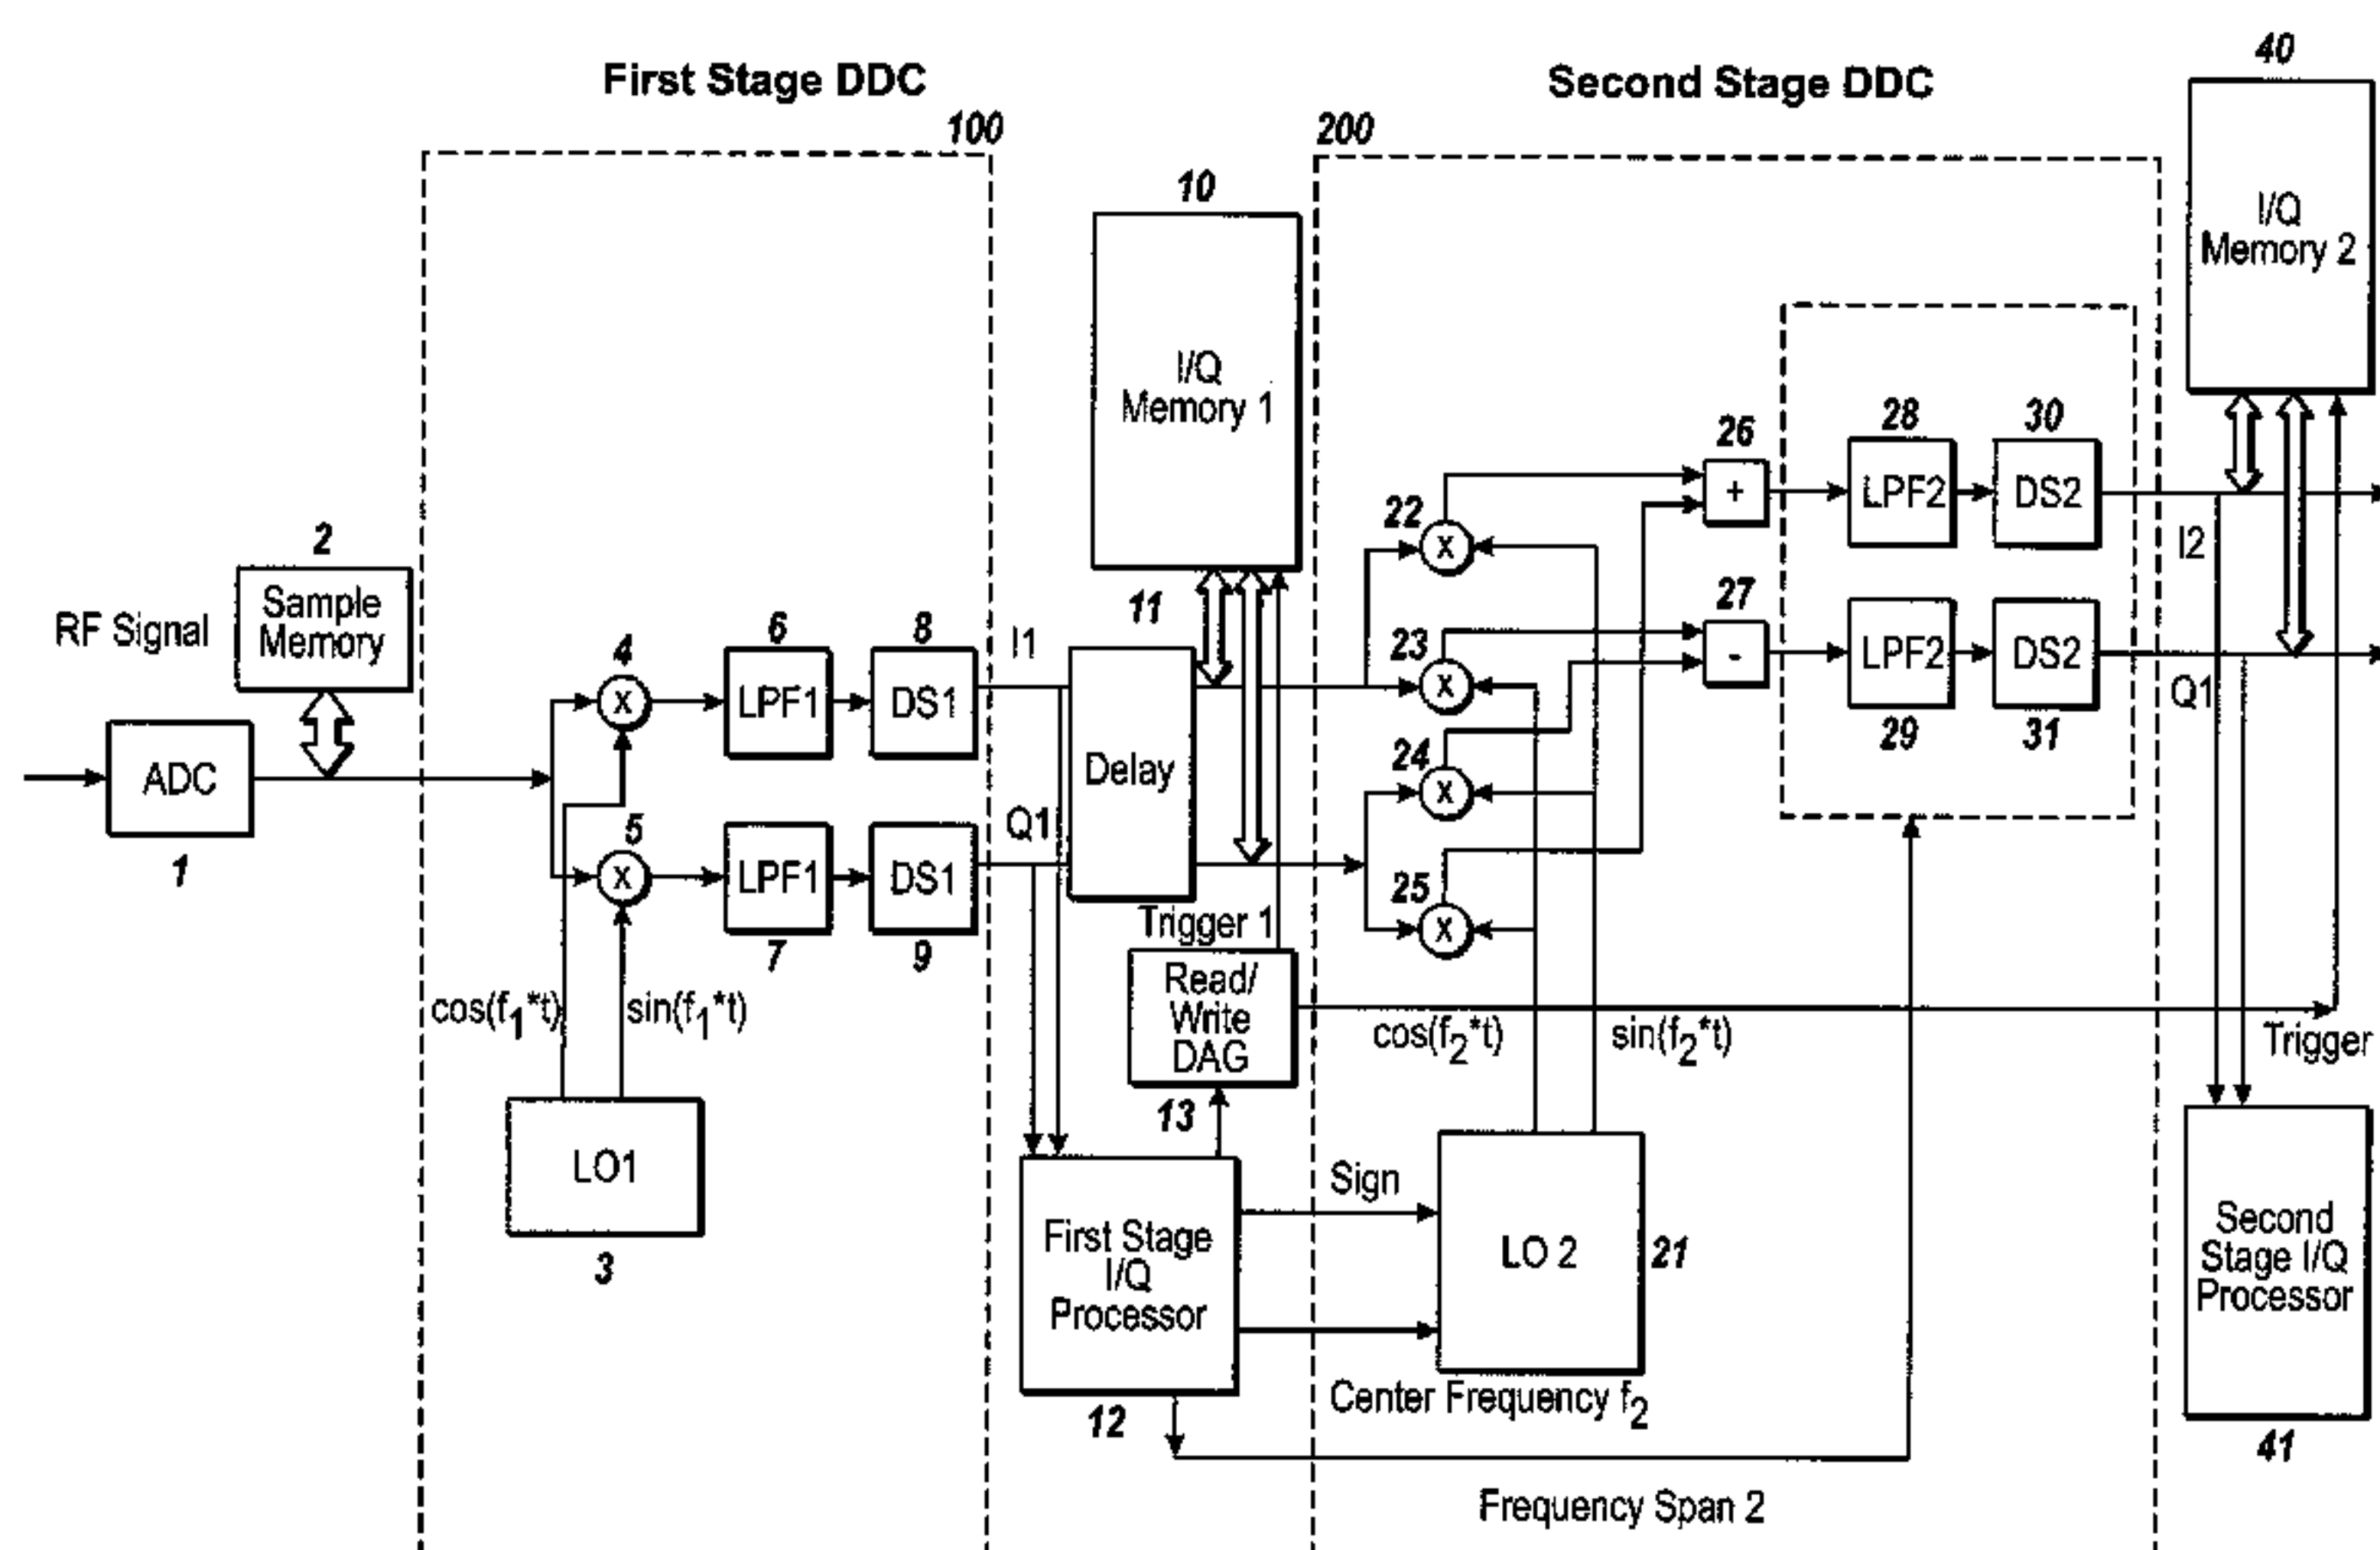 First Stage DDC
Second Stage DDC
40
100
200
I/Q
Memory 2
10
I/Q
Memory 1
2
Sample
Memory
RF Signal
ADC
1
4
X
5
X
6
LPF1
8
DS1
LPF1
7
DS1
9
cos(f1*t)
sin(f1*t)
LO1
3
I1
Q1
11
Delay
Trigger 1
Read/
Write
DAG
13
First Stage
I/Q
Processor
12
22
X
23
X
24
X
25
X
26
+
27
-
28
LPF2
30
DS2
LPF2
29
DS2
31
I2
Q1
cos(f2*t)
sin(f2*t)
Trigger
Sign
LO 2
21
Center Frequency f2
Frequency Span 2
Second
Stage I/Q
Processor
41